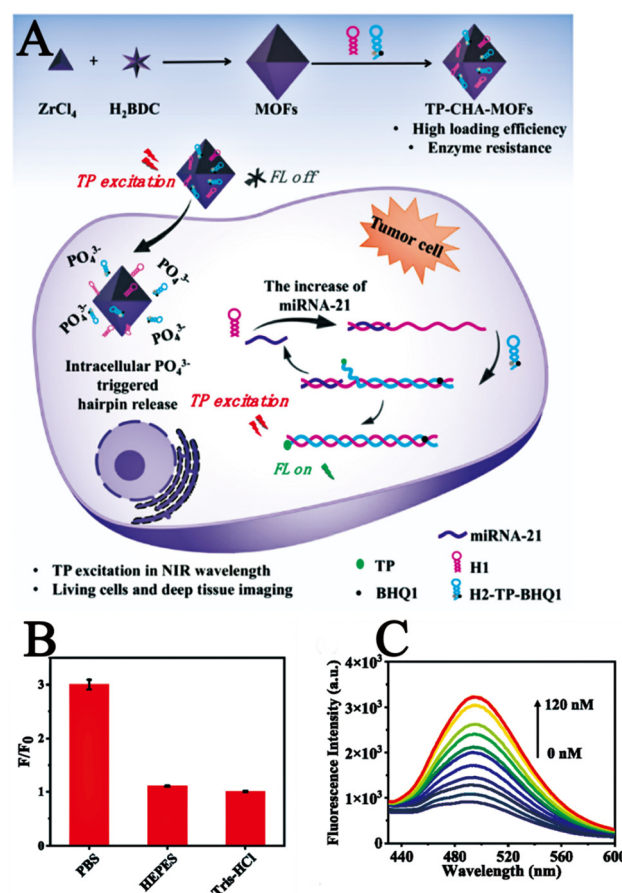 A
ZrCl₄ + H₂BDC MOFs TP-CHA-MOFs
• High loading efficiency
• Enzyme resistance
TP excitation
FL off
Tumor cell
PO₄³⁻
PO₄³⁻
PO₄³⁻
PO₄³⁻
Intracellular PO₄³⁻
triggered
hairpin release
The increase of
miRNA-21
TP excitation
FL on
• TP excitation in NIR wavelength
• Living cells and deep tissue imaging
miRNA-21
TP
H1
BHQ1
H2-TP-BHQ1
B
F/F₀
3
2
1
0
PBS
HEPES
Tris-HCl
C
Fluorescence Intensity (a.u.)
4×10³
3×10³
2×10³
1×10³
0
120 nM
0 nM
440 480 520 560 600
Wavelength (nm)